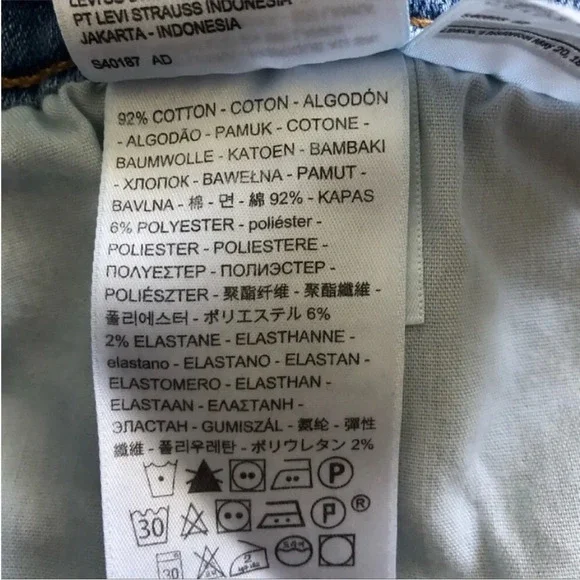 PT LEVI STRAUSS INDONESIA
JAKARTA - INDONESIA
S40187 AD
92% COTTON - COTON - ALGODÓN
- ALGODÃO - PAMUK - COTONE -
BAUMWOLLE - KATOEN - BAMBAKI
- ХЛОПОК - BAWEŁNA - PAMUT -
BAVLNA - 棉 - 면 - 綿 92% - KAPAS
6% POLYESTER - poliéster -
POLIESTER - POLIESTERE -
ΠΟΛΥΕΣΤΕΡ - ПОЛИЭСТЕР -
POLIÉSZTER - 聚酯纤维 - 聚酯纖維 -
폴리에스터 - ポリエステル 6%
2% ELASTANE - ELASTHANNE -
elastano - ELASTANO - ELASTAN -
ELASTOMERO - ELASTHAN -
ELASTAAN - ΕΛΑΣΤΑΝΗ -
ЭЛАСТАН - GUMISZÁL - 氨纶 - 彈性
纖維 - 폴리우레탄 - ポリウレタン 2%
P
30 P ®
30